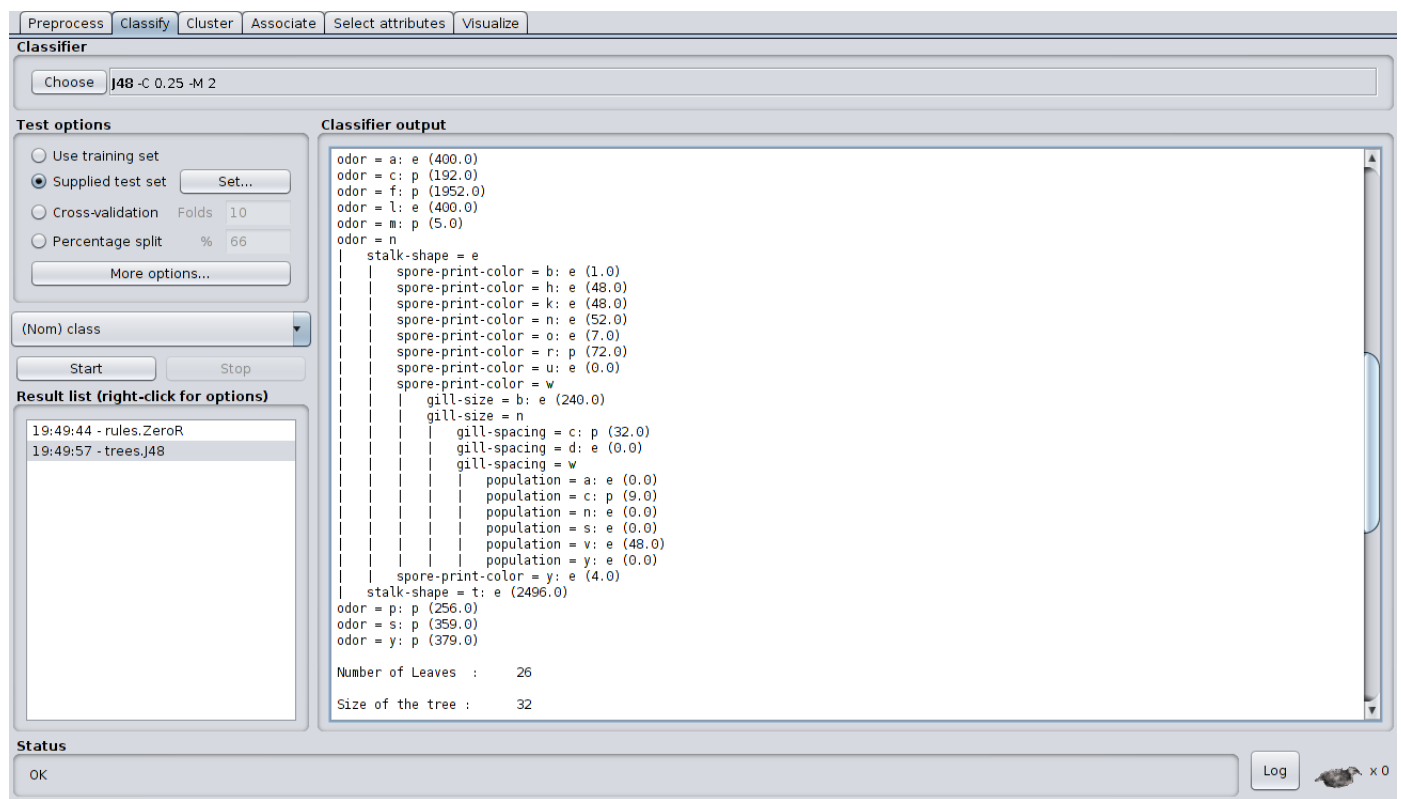 Preprocess Classify Cluster Associate Select attributes Visualize
Classifier
Choose J48 -C 0.25 -M 2
Test options
Use training set
Supplied test set Set...
Cross-validation Folds 10
Percentage split % 66
More options...
(Nom) class
Start Stop
Result list (right-click for options)
19:49:44 - rules.ZeroR
19:49:57 - trees.J48
Classifier output
odor = a: e (400.0)
odor = c: p (192.0)
odor = f: p (1952.0)
odor = l: e (400.0)
odor = m: p (5.0)
odor = n
|   stalk-shape = e
|   |   spore-print-color = b: e (1.0)
|   |   spore-print-color = h: e (48.0)
|   |   spore-print-color = k: e (48.0)
|   |   spore-print-color = n: e (52.0)
|   |   spore-print-color = o: e (7.0)
|   |   spore-print-color = r: p (72.0)
|   |   spore-print-color = u: e (0.0)
|   |   spore-print-color = w
|   |   |   gill-size = b: e (240.0)
|   |   |   gill-size = n
|   |   |   |   gill-spacing = c: p (32.0)
|   |   |   |   gill-spacing = d: e (0.0)
|   |   |   |   gill-spacing = w
|   |   |   |   |   population = a: e (0.0)
|   |   |   |   |   population = c: p (9.0)
|   |   |   |   |   population = n: e (0.0)
|   |   |   |   |   population = s: e (0.0)
|   |   |   |   |   population = v: e (48.0)
|   |   |   |   |   population = y: e (0.0)
|   |   spore-print-color = y: e (4.0)
|   stalk-shape = t: e (2496.0)
odor = p: p (256.0)
odor = s: p (359.0)
odor = y: p (379.0)
Number of Leaves : 26
Size of the tree : 32
Status
OK
Log x 0